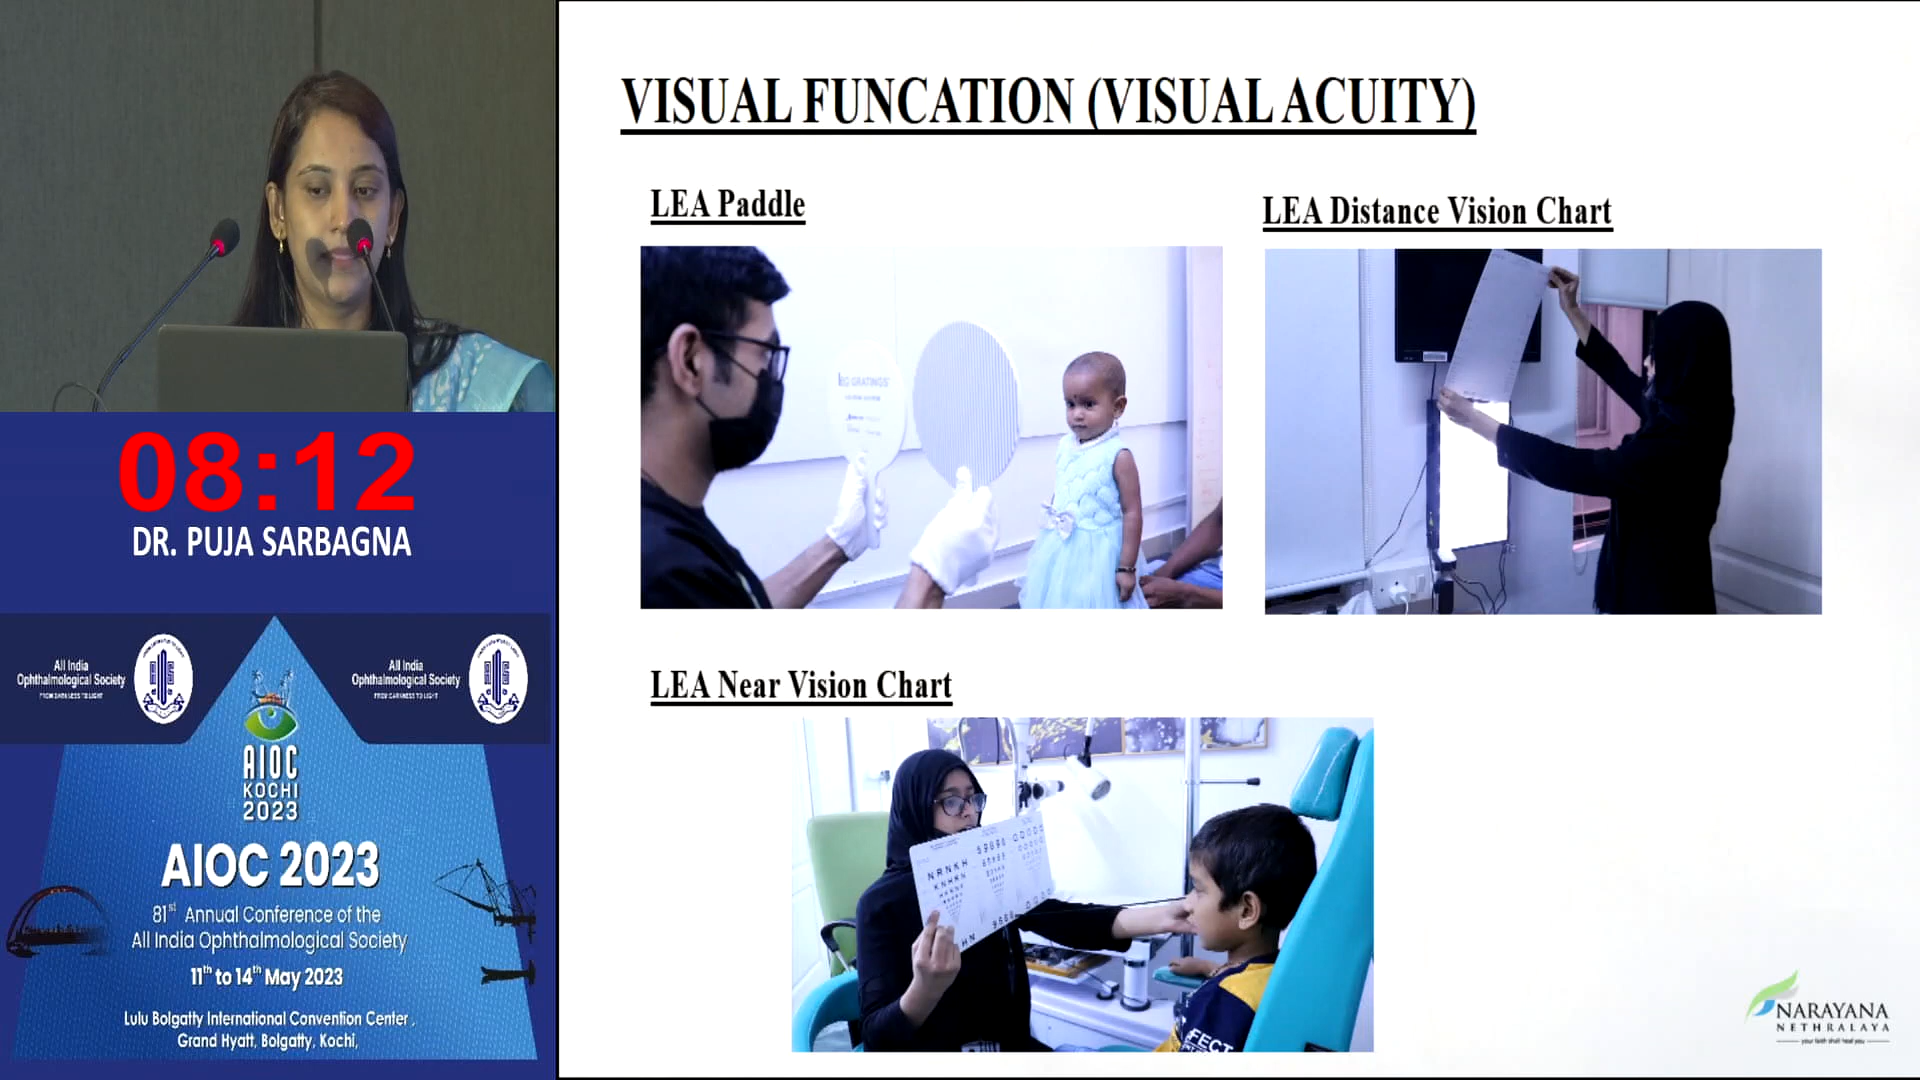 VISUAL FUNCATION (VISUAL ACUITY)
LEA Paddle
LEA Distance Vision Chart
LEA Near Vision Chart
NRNKH
KNHKN
HN
NARAYANA
NETHRALAYA
your faith shall heal you
08:12
DR. PUJA SARBAGNA
All India
Ophthalmological Society
FROM DARKNESS TO LIGHT
All India
Ophthalmological Society
FROM DARKNESS TO LIGHT
AIOC
KOCHI
2023
AIOC 2023
81st Annual Conference of the
All India Ophthalmological Society
11th to 14th May 2023
Lulu Bolgatty International Convention Center,
Grand Hyatt, Bolgatty, Kochi,